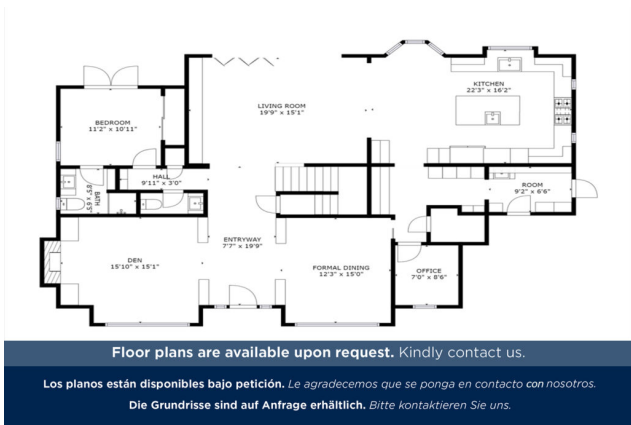 KITCHEN
22'3" x 16'2"
LIVING ROOM
19'9" x 15'1"
BEDROOM
11'2" x 10'11"
HALL
9'11" x 3'0"
ROOM
9'2" x 6'6"
BATH
8'5" x 5'5"
ENTRYWAY
7'7" x 19'9"
DEN
15'10" x 15'1"
FORMAL DINING
12'3" x 15'0"
OFFICE
7'0" x 8'6"
Floor plans are available upon request. Kindly contact us.
Los planos están disponibles bajo petición. Le agradecemos que se ponga en contacto con nosotros.
Die Grundrisse sind auf Anfrage erhältlich. Bitte kontaktieren Sie uns.